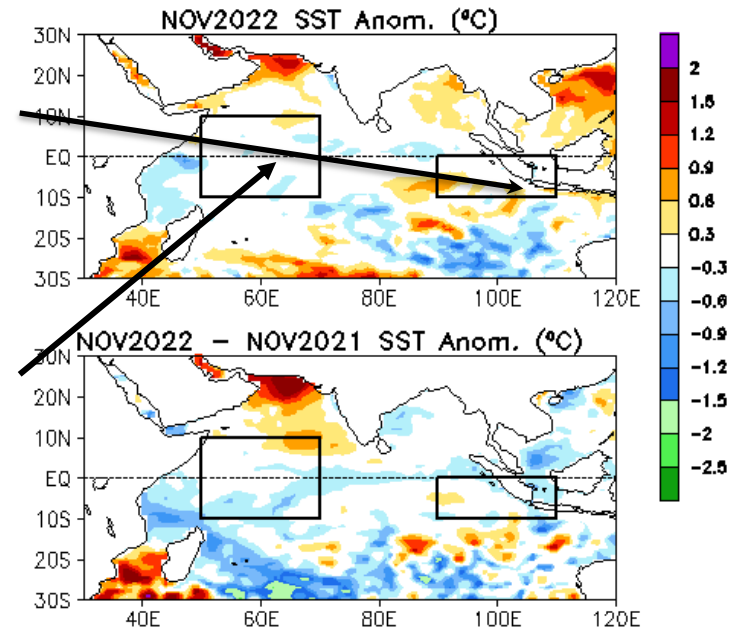 NOV2022 SST Anom. (°C)
30N
20N
10N
EQ
10S
20S
30S
40E 60E 80E 100E 120E
NOV2022 – NOV2021 SST Anom. (°C)
30N
20N
10N
EQ
10S
20S
30S
40E 60E 80E 100E 120E
2
1.5
1.2
0.9
0.6
0.3
-0.3
-0.6
-0.9
-1.2
-1.5
-2
-2.5